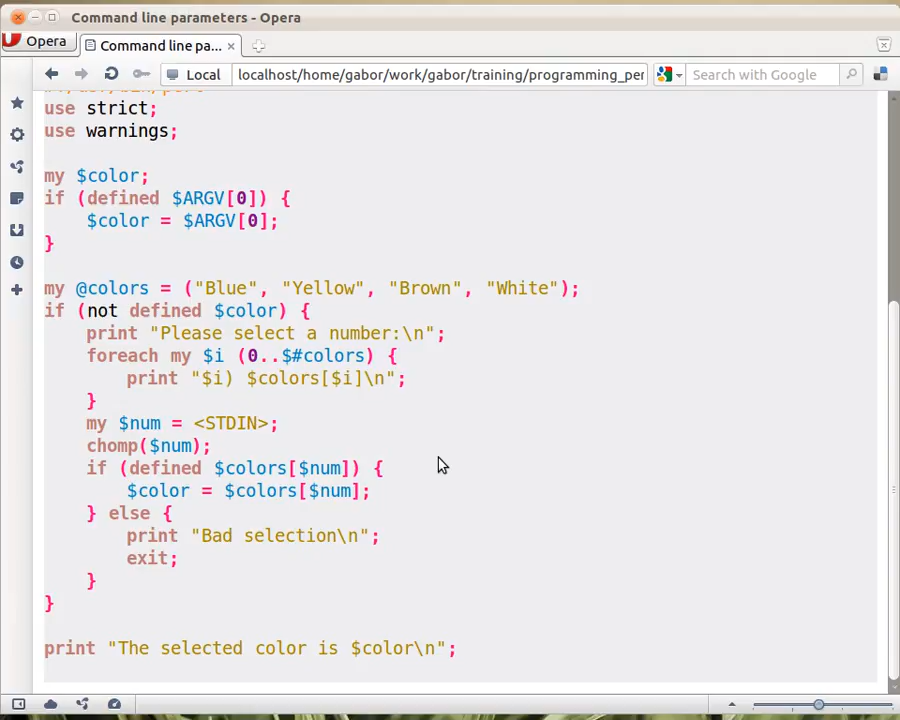 Command line parameters - Opera
Opera
Command line pa...
Local
localhost/home/gabor/work/gabor/training/programming_per
Search with Google
use strict;
use warnings;
my $color;
if (defined $ARGV[0]) {
    $color = $ARGV[0];
}
my @colors = ("Blue", "Yellow", "Brown", "White");
if (not defined $color) {
    print "Please select a number:\n";
    foreach my $i (0..$#colors) {
        print "$i) $colors[$i]\n";
    }
    my $num = <STDIN>;
    chomp($num);
    if (defined $colors[$num]) {
        $color = $colors[$num];
    } else {
        print "Bad selection\n";
        exit;
    }
}
print "The selected color is $color\n";